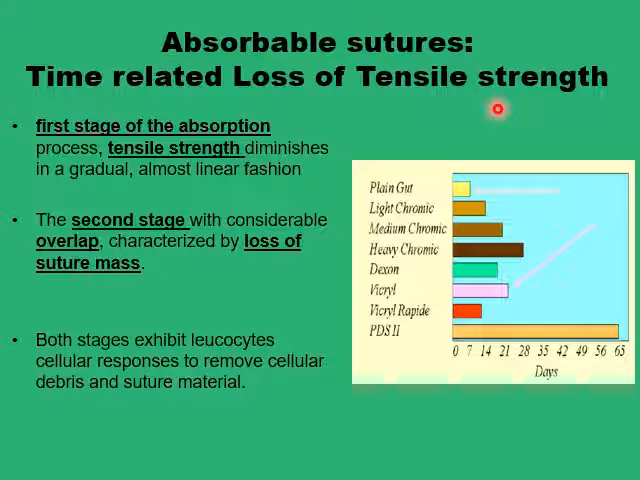 Absorbable sutures:
Time related Loss of Tensile strength
• first stage of the absorption
process, tensile strength diminishes
in a gradual, almost linear fashion
• The second stage with considerable
overlap, characterized by loss of
suture mass.
• Both stages exhibit leucocytes
cellular responses to remove cellular
debris and suture material.
Plain Gut
Light Chromic
Medium Chromic
Heavy Chromic
Dexon
Vicryl
Vicryl Rapide
PDS Ii
0 7 14 21 28 35 42 49 56 65
Days